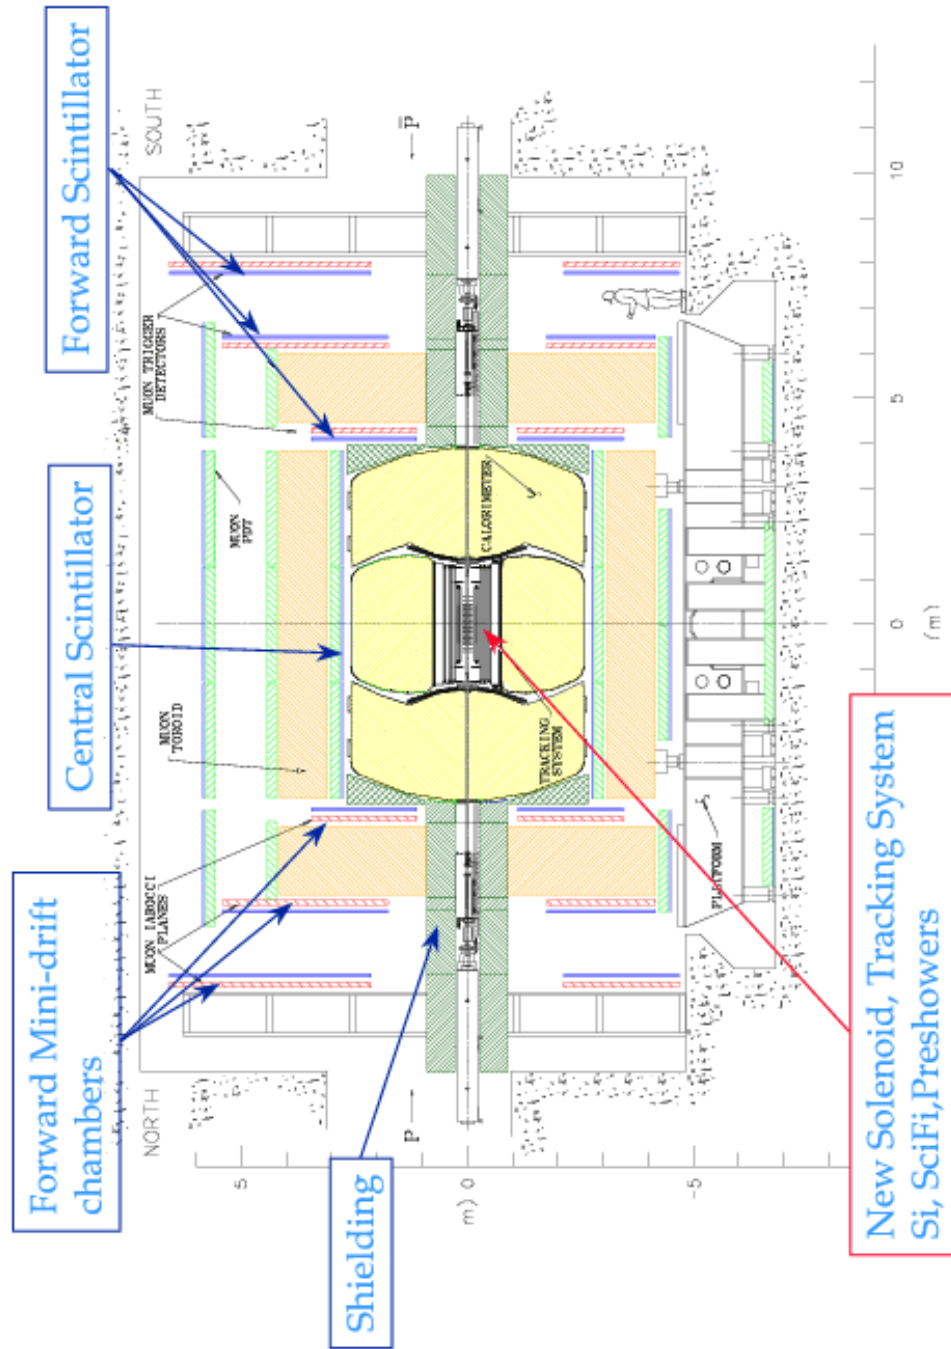 Forward Mini-drift
chambers
Central Scintillator
Forward Scintillator
NORTH
SOUTH
MUON IAROCCI
PLANES
MUON
TOROID
MUON
PDT
MUON TRIGGER
DETECTORS
P
P̅
CALORIMETER
TRACKING
SYSTEM
PLATFORM
Shielding
New Solenoid, Tracking System
Si, SciFi,Preshowers
5
m) 0
-5
0
5
10
(m)